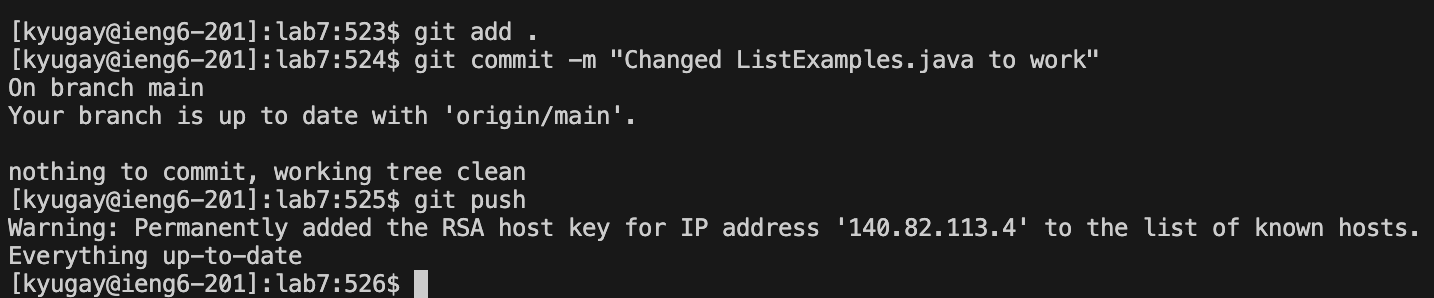 [kyugay@ieng6-201]:lab7:523$ git add .
[kyugay@ieng6-201]:lab7:524$ git commit -m "Changed ListExamples.java to work"
On branch main
Your branch is up to date with 'origin/main'.
nothing to commit, working tree clean
[kyugay@ieng6-201]:lab7:525$ git push
Warning: Permanently added the RSA host key for IP address '140.82.113.4' to the list of known hosts.
Everything up-to-date
[kyugay@ieng6-201]:lab7:526$